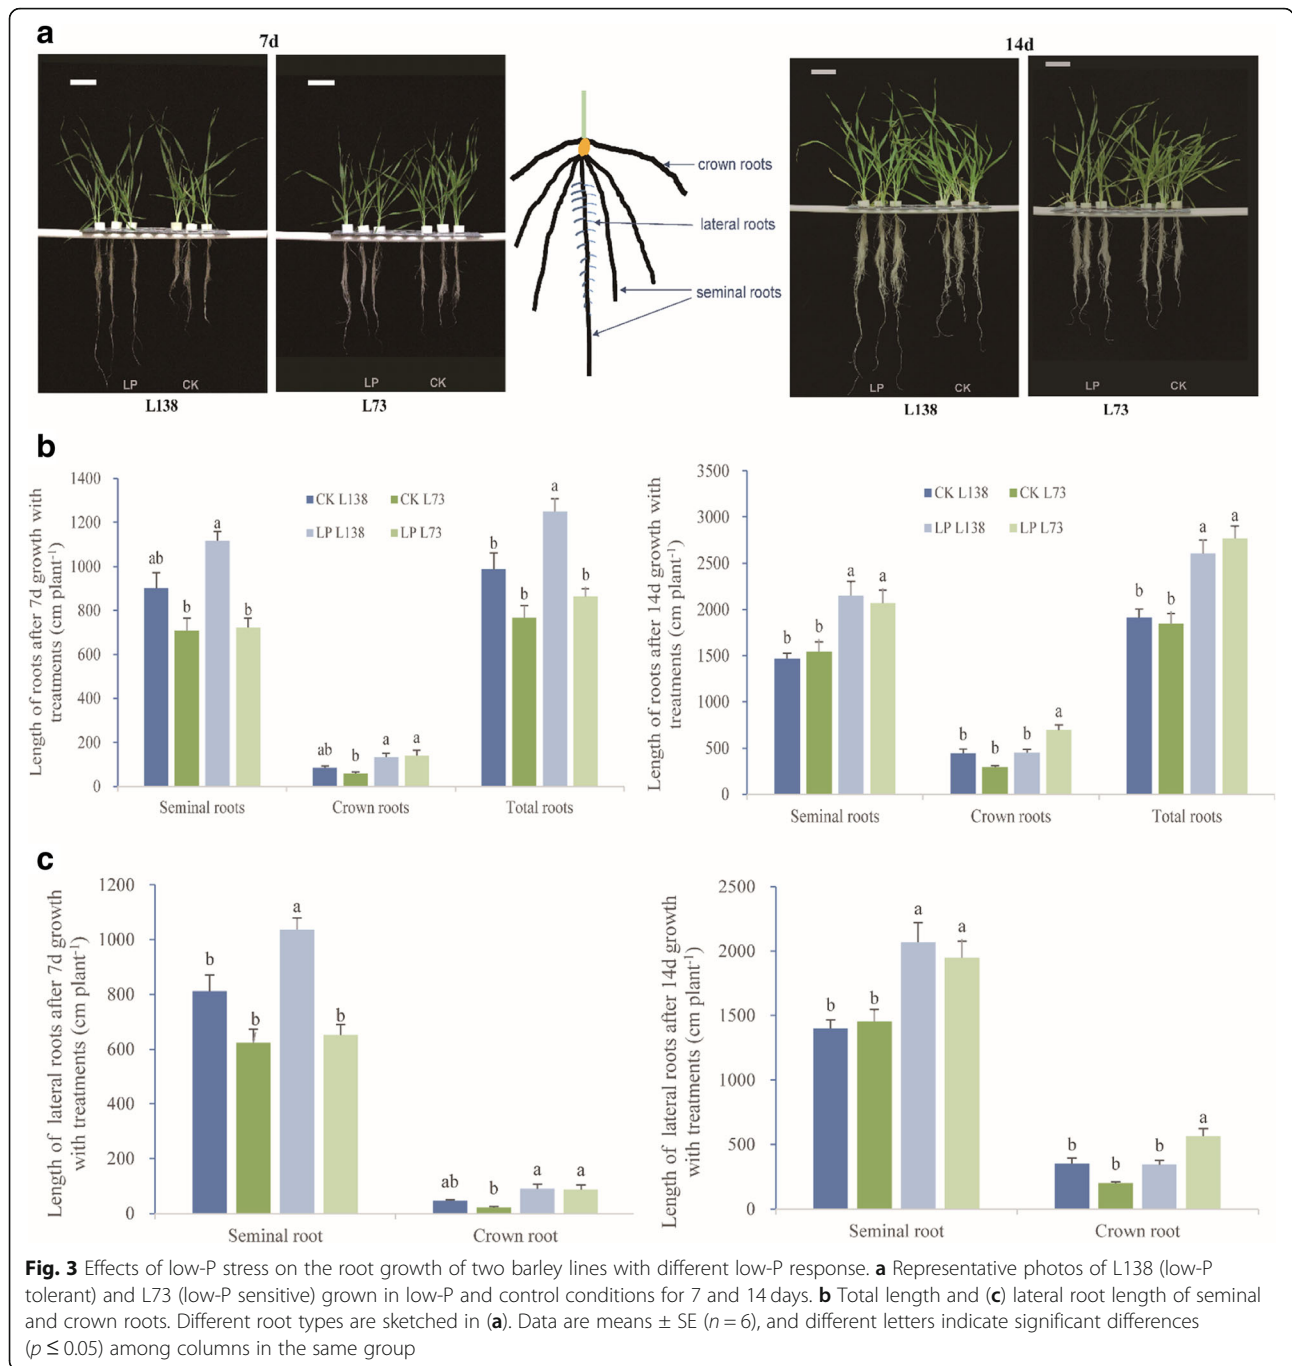 a
7d
14d
crown roots
lateral roots
seminal roots
LP CK
L138
LP CK
L73
LP CK
L138
LP CK
L73
b
Length of roots after 7d growth with
treatments (cm plant⁻¹)
1400
1200
1000
800
600
400
200
0
CK L138
CK L73
LP L138
LP L73
ab
b
a
b
ab
b
a
a
b
b
a
b
Seminal roots
Crown roots
Total roots
Length of roots after 14d growth with
treatments (cm plant⁻¹)
3500
3000
2500
2000
1500
1000
500
0
CK L138
CK L73
LP L138
LP L73
b
b
a
a
b
b
b
a
b
b
a
a
Seminal roots
Crown roots
Total roots
c
Length of lateral roots after 7d growth
with treatments (cm plant⁻¹)
1200
1000
800
600
400
200
0
b
b
a
b
ab
b
a
a
Seminal root
Crown root
Length of lateral roots after 14d growth
with treatments (cm plant⁻¹)
2500
2000
1500
1000
500
0
b
b
a
a
b
b
b
a
Seminal root
Crown root
Fig. 3 Effects of low-P stress on the root growth of two barley lines with different low-P response. a Representative photos of L138 (low-P
tolerant) and L73 (low-P sensitive) grown in low-P and control conditions for 7 and 14 days. b Total length and (c) lateral root length of seminal
and crown roots. Different root types are sketched in (a). Data are means ± SE (n = 6), and different letters indicate significant differences
(p ≤ 0.05) among columns in the same group